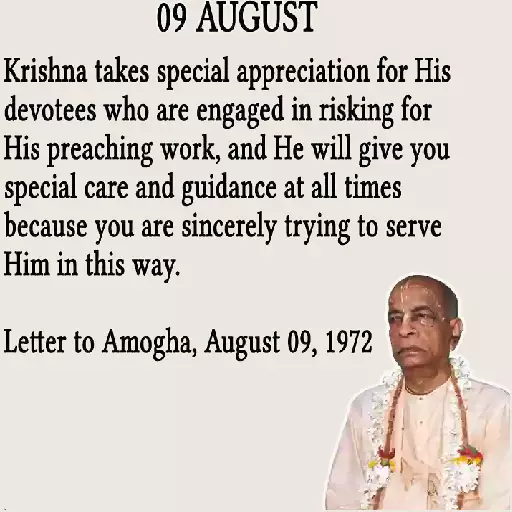 09 AUGUST
Krishna takes special appreciation for His
devotees who are engaged in risking for
His preaching work, and He will give you
special care and guidance at all times
because you are sincerely trying to serve
Him in this way.
Letter to Amogha, August 09, 1972